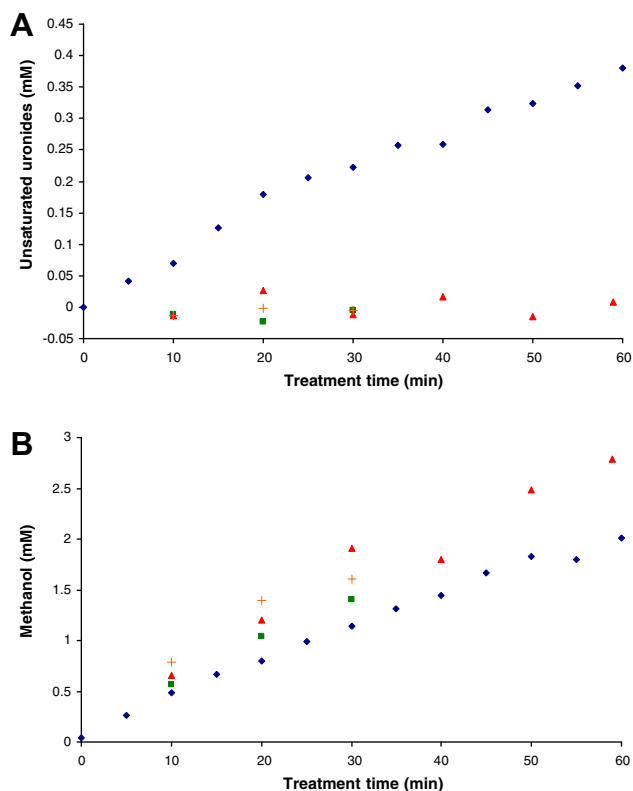 A
0.45
0.4
0.35
0.3
0.25
0.2
0.15
0.1
0.05
0
-0.05
Unsaturated uronides (mM)
0 10 20 30 40 50 60
Treatment time (min)
B
3
2.5
2
1.5
1
0.5
0
Methanol (mM)
0 10 20 30 40 50 60
Treatment time (min)